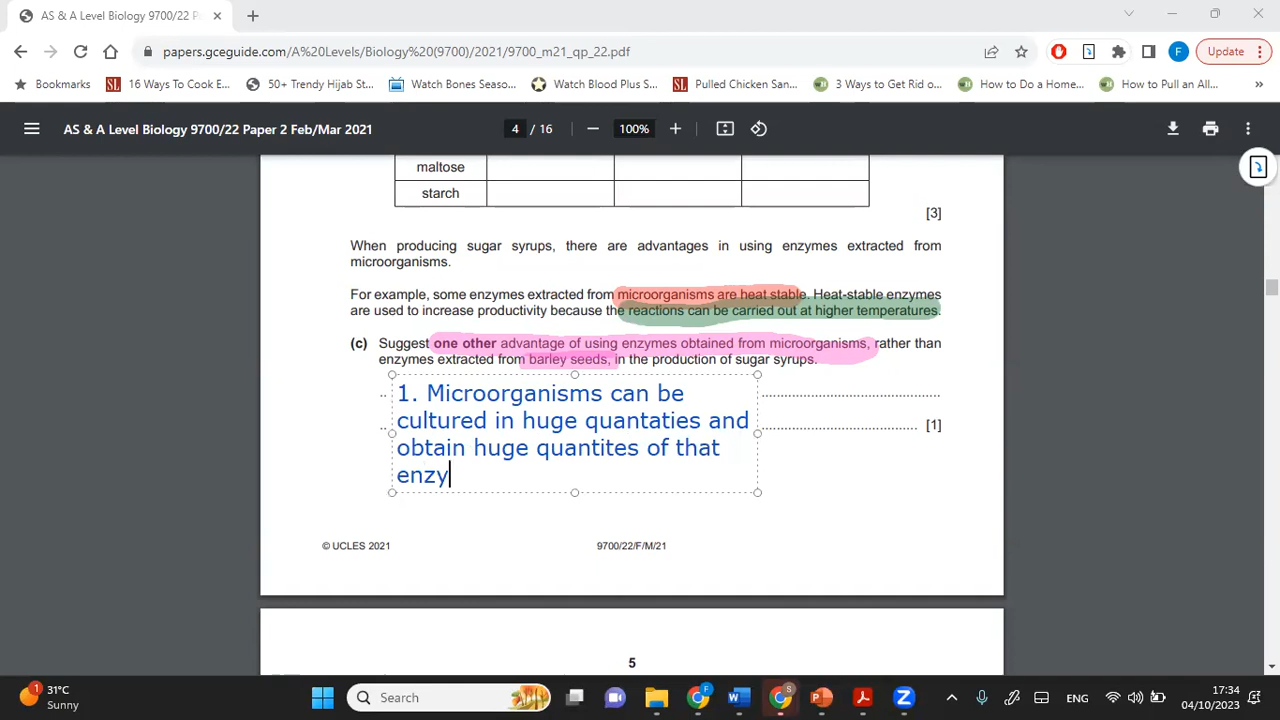 AS & A Level Biology 9700/22 P
papers.gceguide.com/A%20Levels/Biology%20(9700)/2021/9700_m21_qp_22.pdf
F
Update
Bookmarks
SL
16 Ways To Cook E...
50+ Trendy Hijab St...
Watch Bones Seaso...
Watch Blood Plus S...
SL
Pulled Chicken San...
3 Ways to Get Rid o...
How to Do a Home...
How to Pull an All...
»
AS & A Level Biology 9700/22 Paper 2 Feb/Mar 2021
4 / 16
100%
maltose
starch
[3]
When producing sugar syrups, there are advantages in using enzymes extracted from
microorganisms.
For example, some enzymes extracted from microorganisms are heat stable. Heat-stable enzymes
are used to increase productivity because the reactions can be carried out at higher temperatures.
(c) Suggest one other advantage of using enzymes obtained from microorganisms, rather than
enzymes extracted from barley seeds, in the production of sugar syrups.
1. Microorganisms can be
cultured in huge quantaties and
obtain huge quantites of that
enzy
[1]
© UCLES 2021
9700/22/F/M/21
5
1
31°C
Sunny
Search
F
S
ENG
17:34
04/10/2023